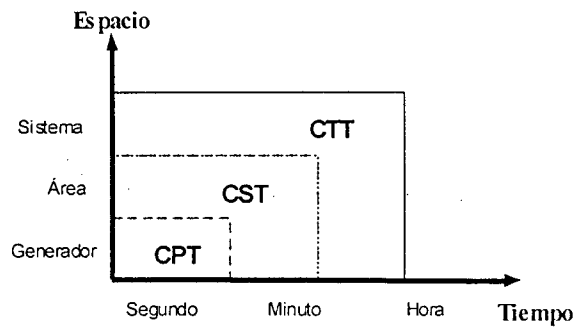 Espacio
Sistema
CTT
Área
CST
Generador
CPT
Segundo
Minuto
Hora
Tiempo